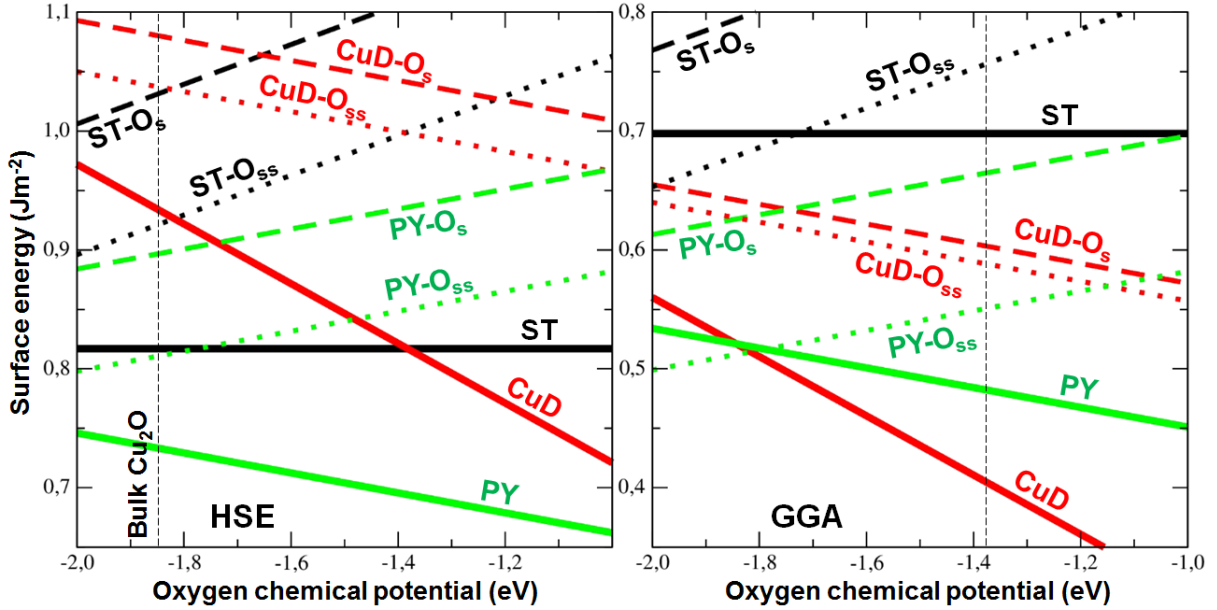 1,1
1,0
0,9
0,8
0,7
Surface energy (Jm-2)
CuD-Os
CuD-Oss
ST-Os
ST-Oss
PY-Os
PY-Oss
ST
CuD
PY
Bulk Cu2O
HSE
-2,0 -1,8 -1,6 -1,4 -1,2
Oxygen chemical potential (eV)
0,8
0,7
0,6
0,5
0,4
ST-Os
ST-Oss
ST
PY-Os
CuD-Os
CuD-Oss
PY-Oss
PY
CuD
GGA
-2,0 -1,8 -1,6 -1,4 -1,2 -1,0
Oxygen chemical potential (eV)